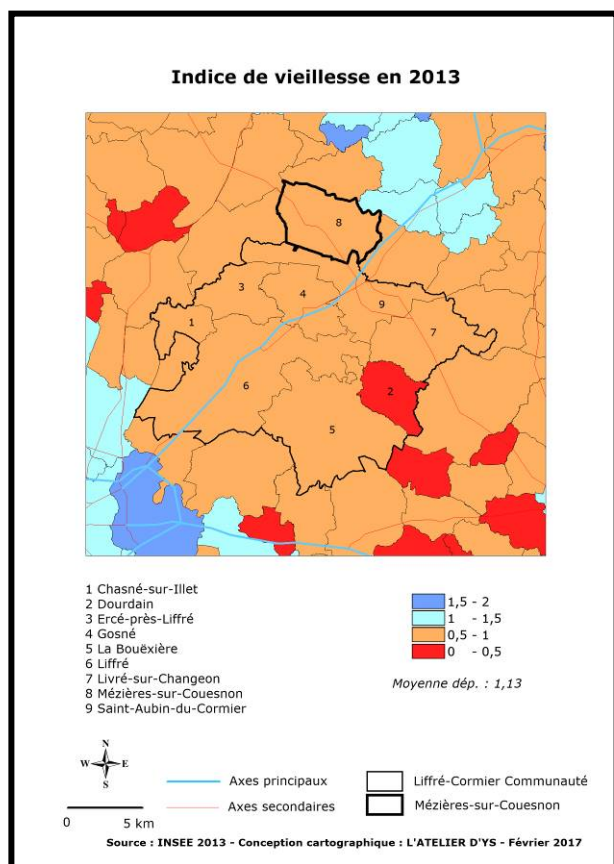 Indice de vieillesse en 2013
8
3
4
9
1
7
2
6
5
1 Chasné-sur-Illet
2 Dourdain
3 Ercé-près-Liffré
4 Gosné
5 La Bouëxière
6 Liffré
7 Livré-sur-Changeon
8 Mézières-sur-Couesnon
9 Saint-Aubin-du-Cormier
1,5 - 2
1 - 1,5
0,5 - 1
0 - 0,5
Moyenne dép. : 1,13
N
W E
S
0 5 km
Axes principaux
Axes secondaires
Liffré-Cormier Communauté
Mézières-sur-Couesnon
Source : INSEE 2013 - Conception cartographique : L'ATELIER D'YS - Février 2017